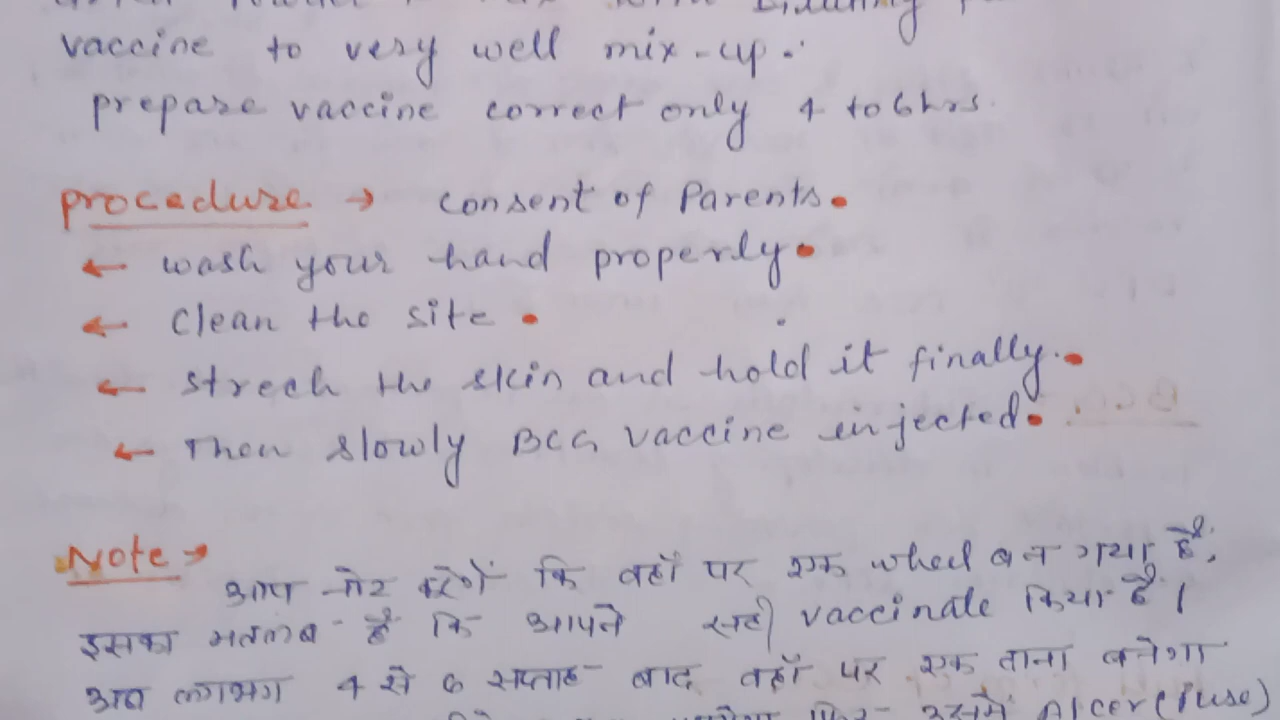 vaccine to very well mix-up.
prepare vaccine correct only 4 to 6 hrs.
procedure → consent of Parents.
← wash your hand properly.
← Clean the site.
← strech the skin and hold it finally.
← Then slowly BCG vaccine injected.
Note → आप नोट करेगें कि वहाँ पर एक wheel बन गया है,
इसका मतलब है कि आपने सही vaccinate किया है।
अब लगभग 4 से 6 सप्ताह बाद वहाँ पर एक बनेगा
फिर उसमें